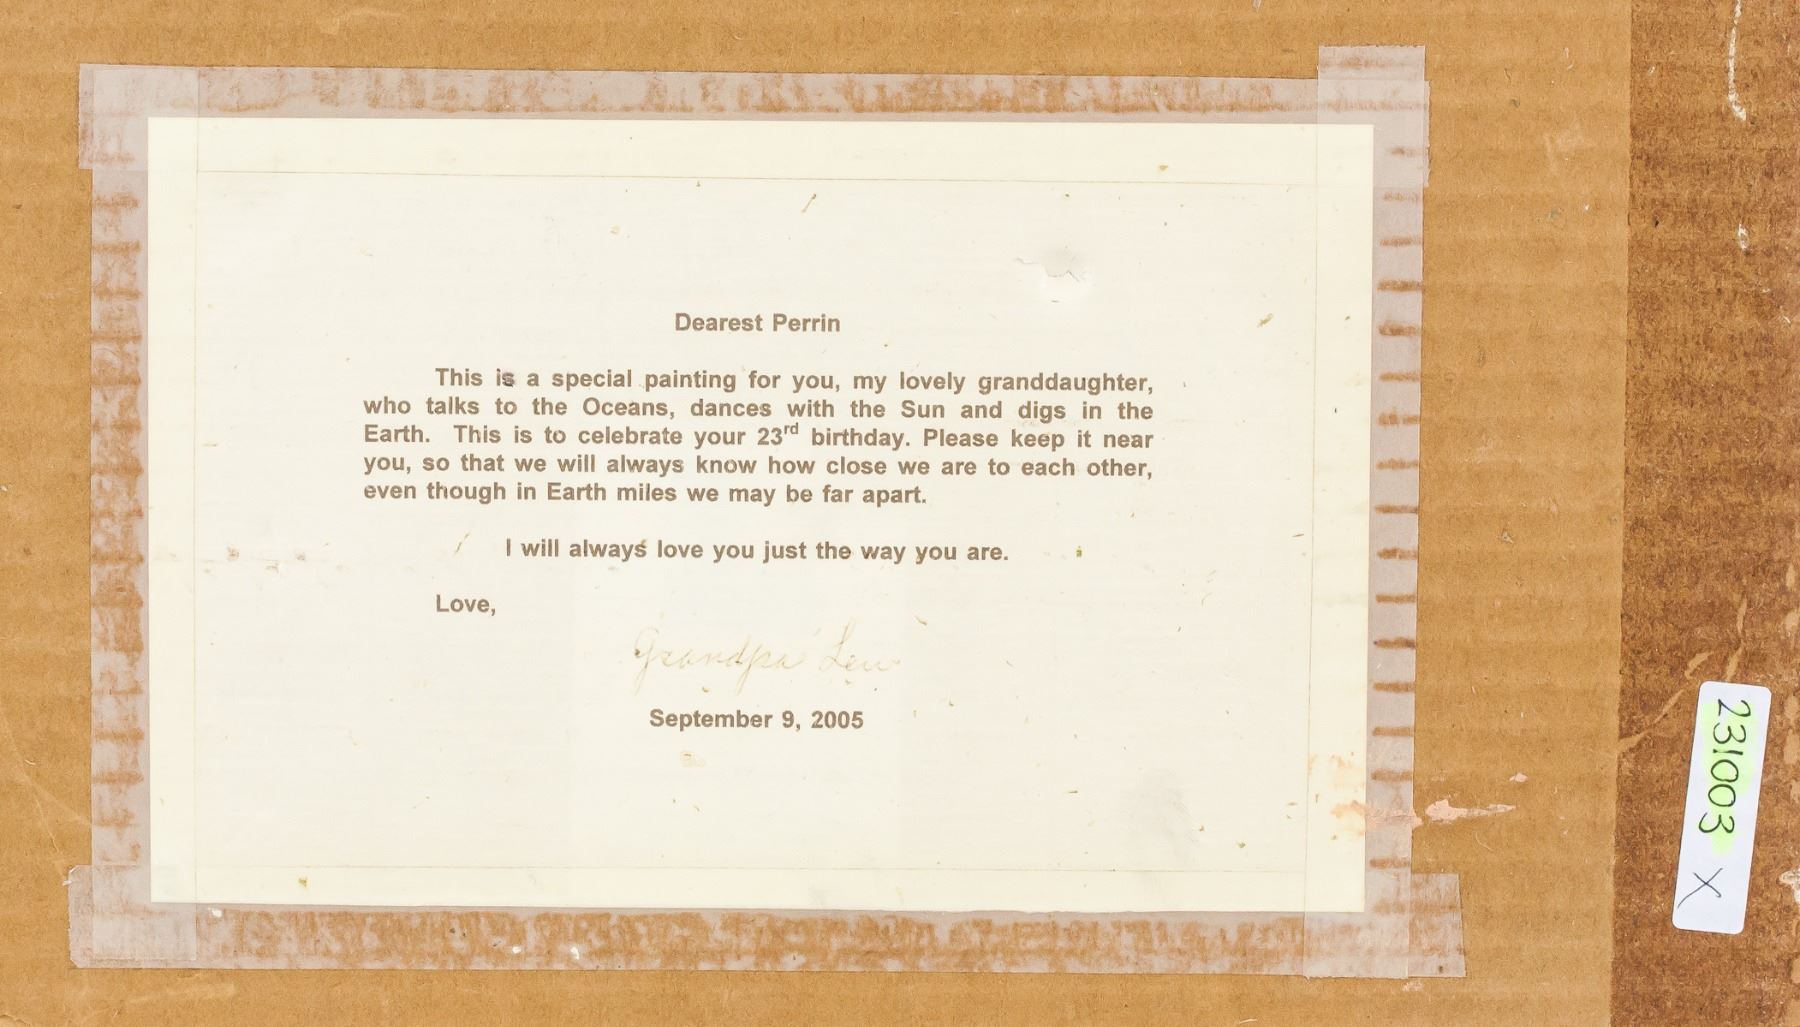 Dearest Perrin
This is a special painting for you, my lovely granddaughter,
who talks to the Oceans, dances with the Sun and digs in the
Earth. This is to celebrate your 23rd birthday. Please keep it near
you, so that we will always know how close we are to each other,
even though in Earth miles we may be far apart.
I will always love you just the way you are.
Love,
Grandpa Lew
September 9, 2005
231003 X